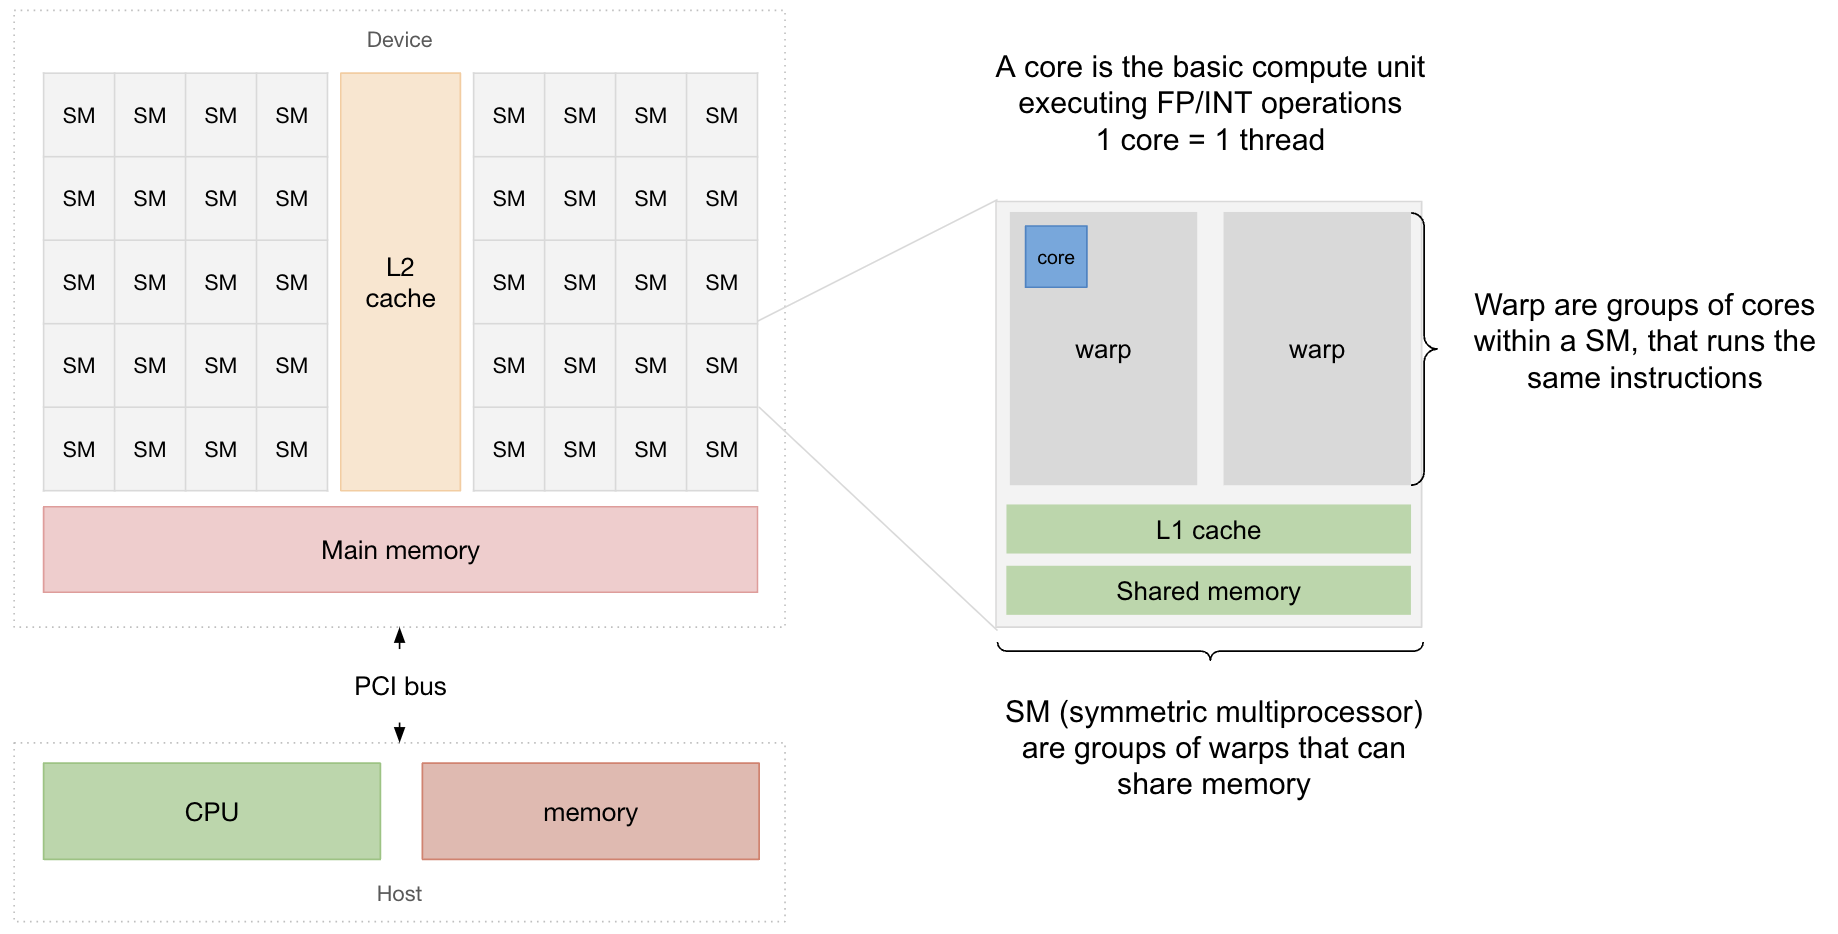 Device
SM SM SM SM SM SM SM SM
SM SM SM SM SM SM SM SM
SM SM SM SM SM SM SM SM
SM SM SM SM SM SM SM SM
SM SM SM SM SM SM SM SM
L2
cache
Main memory
PCI bus
CPU
memory
Host
A core is the basic compute unit
executing FP/INT operations
1 core = 1 thread
core
warp
warp
L1 cache
Shared memory
Warp are groups of cores
within a SM, that runs the
same instructions
SM (symmetric multiprocessor)
are groups of warps that can
share memory